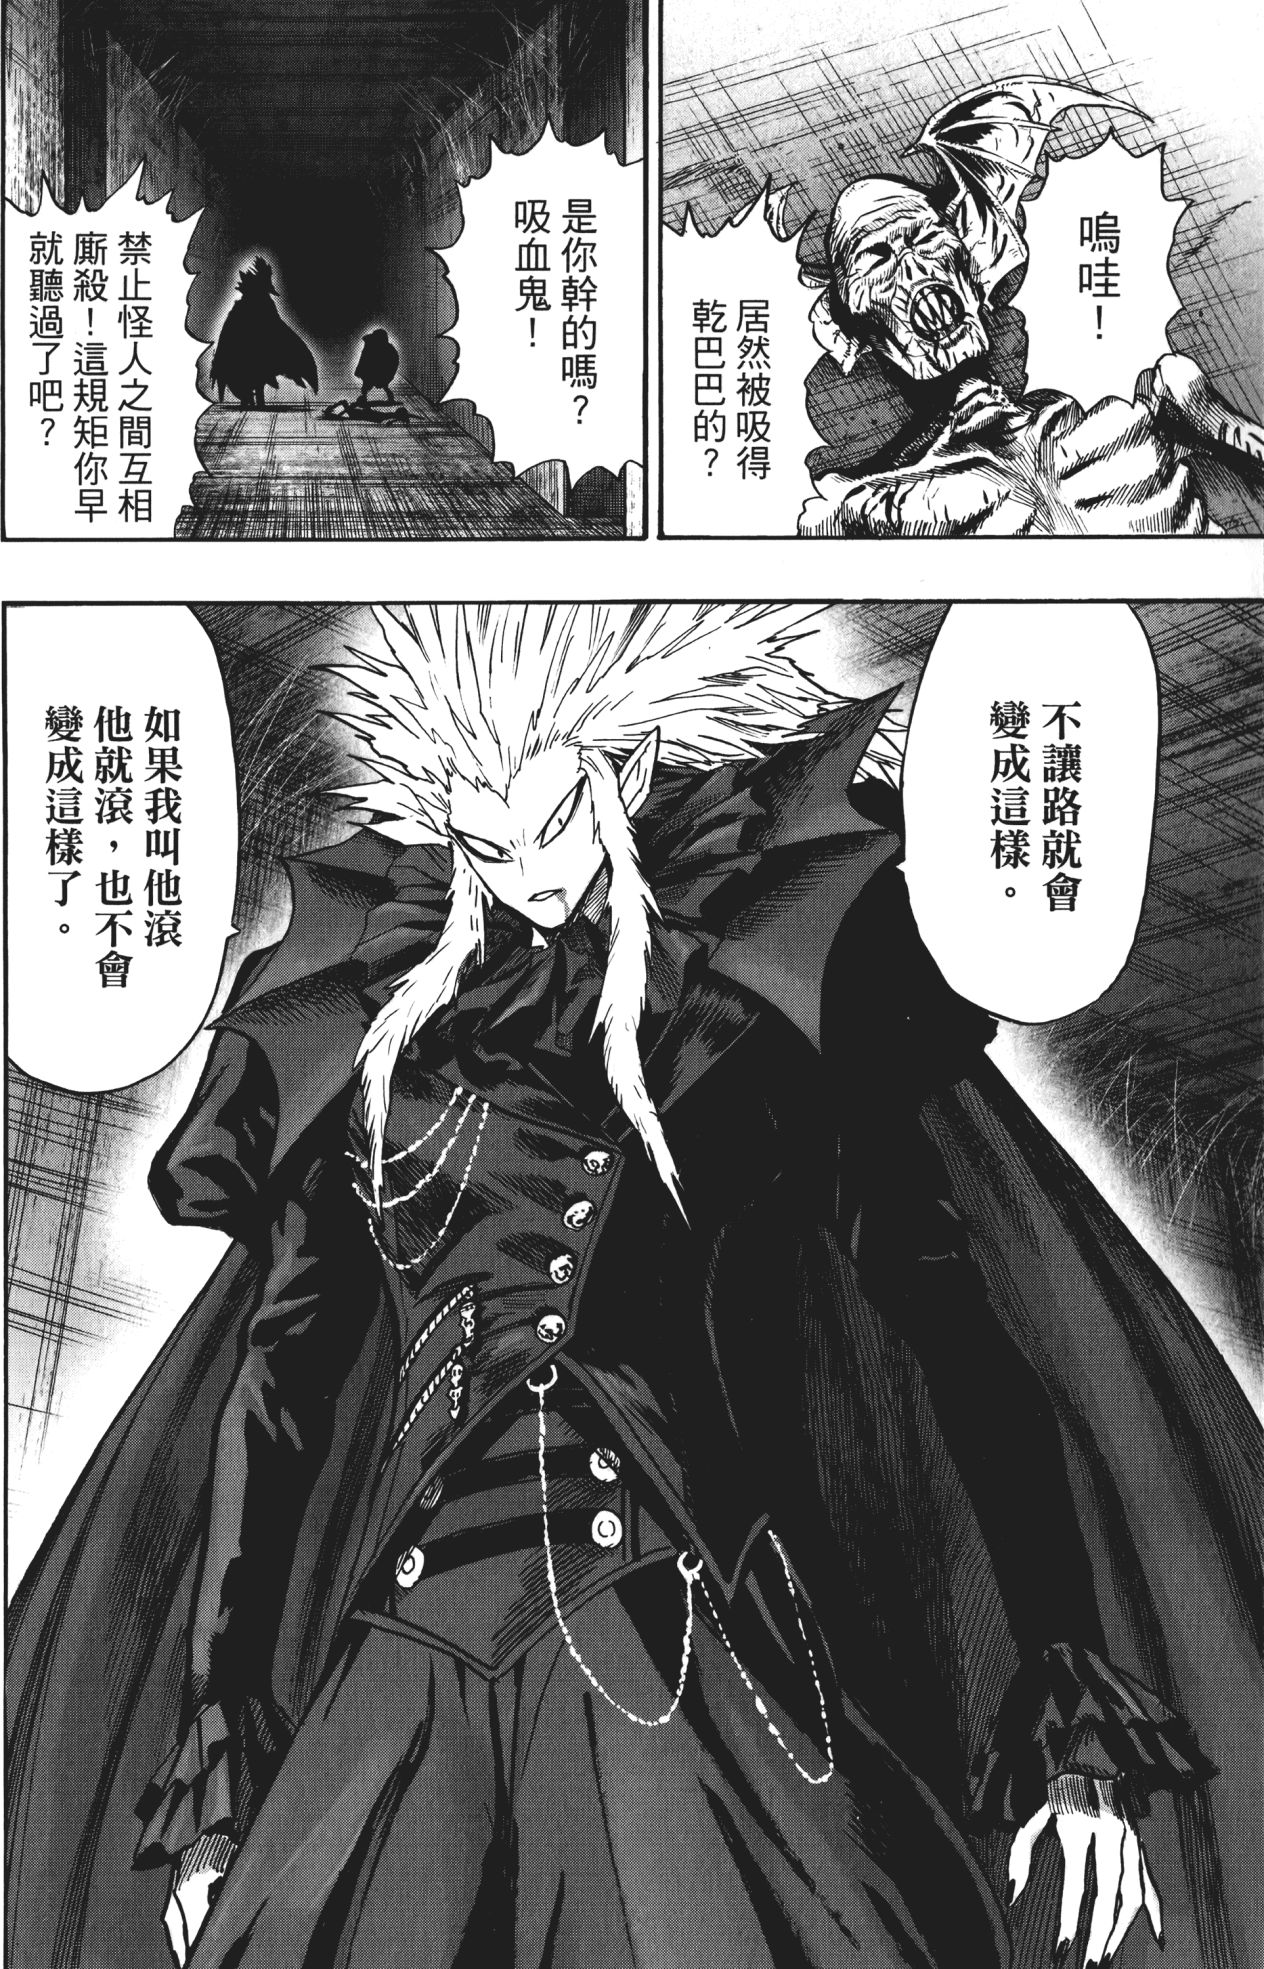 嗚哇！
居然被吸得
乾巴巴的？
是你幹的嗎？
吸血鬼！
禁止怪人之間互相
廝殺！這規矩你早
就聽過了吧？
不讓路就會
變成這樣。
如果我叫他滾
他就滾，也不會
變成這樣了。